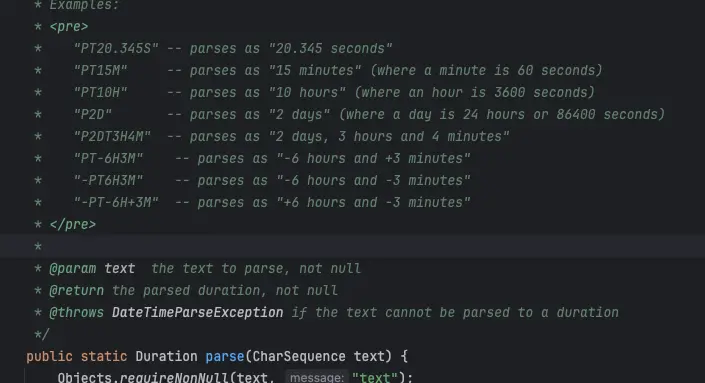 * Examples:
* <pre>
*    "PT20.345S" -- parses as "20.345 seconds"
*    "PT15M"     -- parses as "15 minutes" (where a minute is 60 seconds)
*    "PT10H"     -- parses as "10 hours" (where an hour is 3600 seconds)
*    "P2D"       -- parses as "2 days" (where a day is 24 hours or 86400 seconds)
*    "P2DT3H4M"  -- parses as "2 days, 3 hours and 4 minutes"
*    "PT-6H3M"    -- parses as "-6 hours and +3 minutes"
*    "-PT6H3M"    -- parses as "-6 hours and -3 minutes"
*    "-PT-6H+3M"  -- parses as "+6 hours and -3 minutes"
* </pre>
*
* @param text  the text to parse, not null
* @return the parsed duration, not null
* @throws DateTimeParseException if the text cannot be parsed to a duration
*/
public static Duration parse(CharSequence text) {
Objects.requireNonNull(text, message: "text");